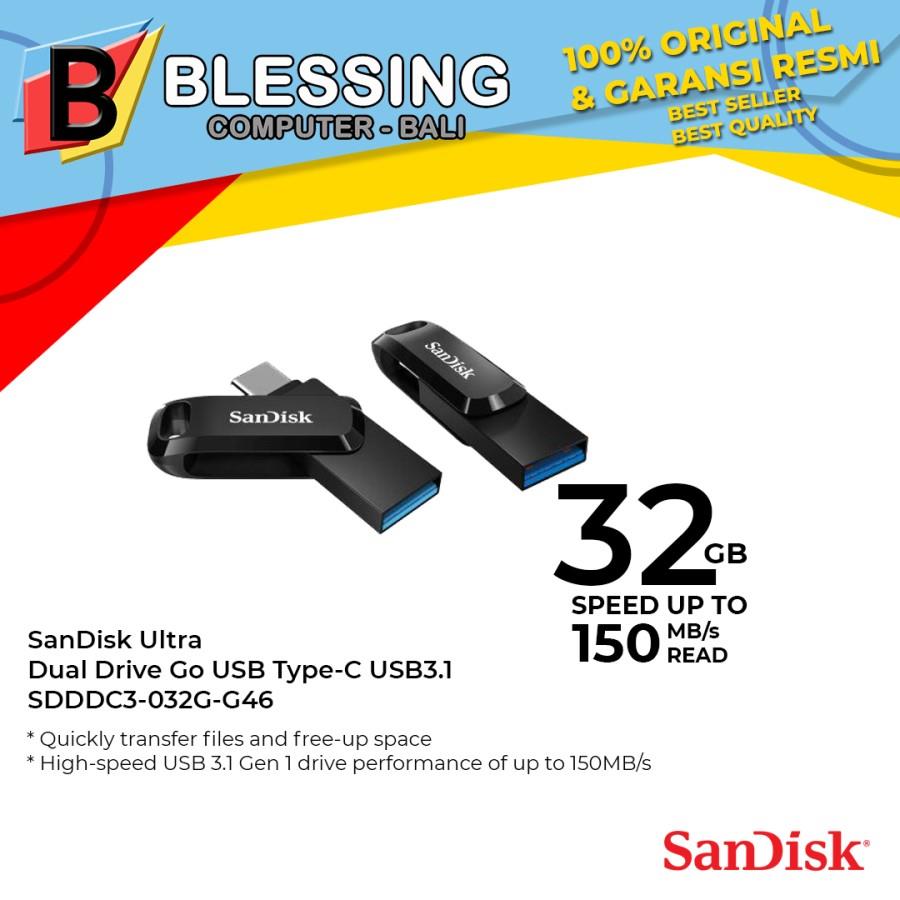 B BLESSING
COMPUTER - BALI
100% ORIGINAL
& GARANSI RESMI
BEST SELLER
BEST QUALITY
SanDisk
SanDisk
32GB
SPEED UP TO
150 MB/s
READ
SanDisk Ultra
Dual Drive Go USB Type-C USB3.1
SDDDC3-032G-G46
* Quickly transfer files and free-up space
* High-speed USB 3.1 Gen 1 drive performance of up to 150MB/s
SanDisk®